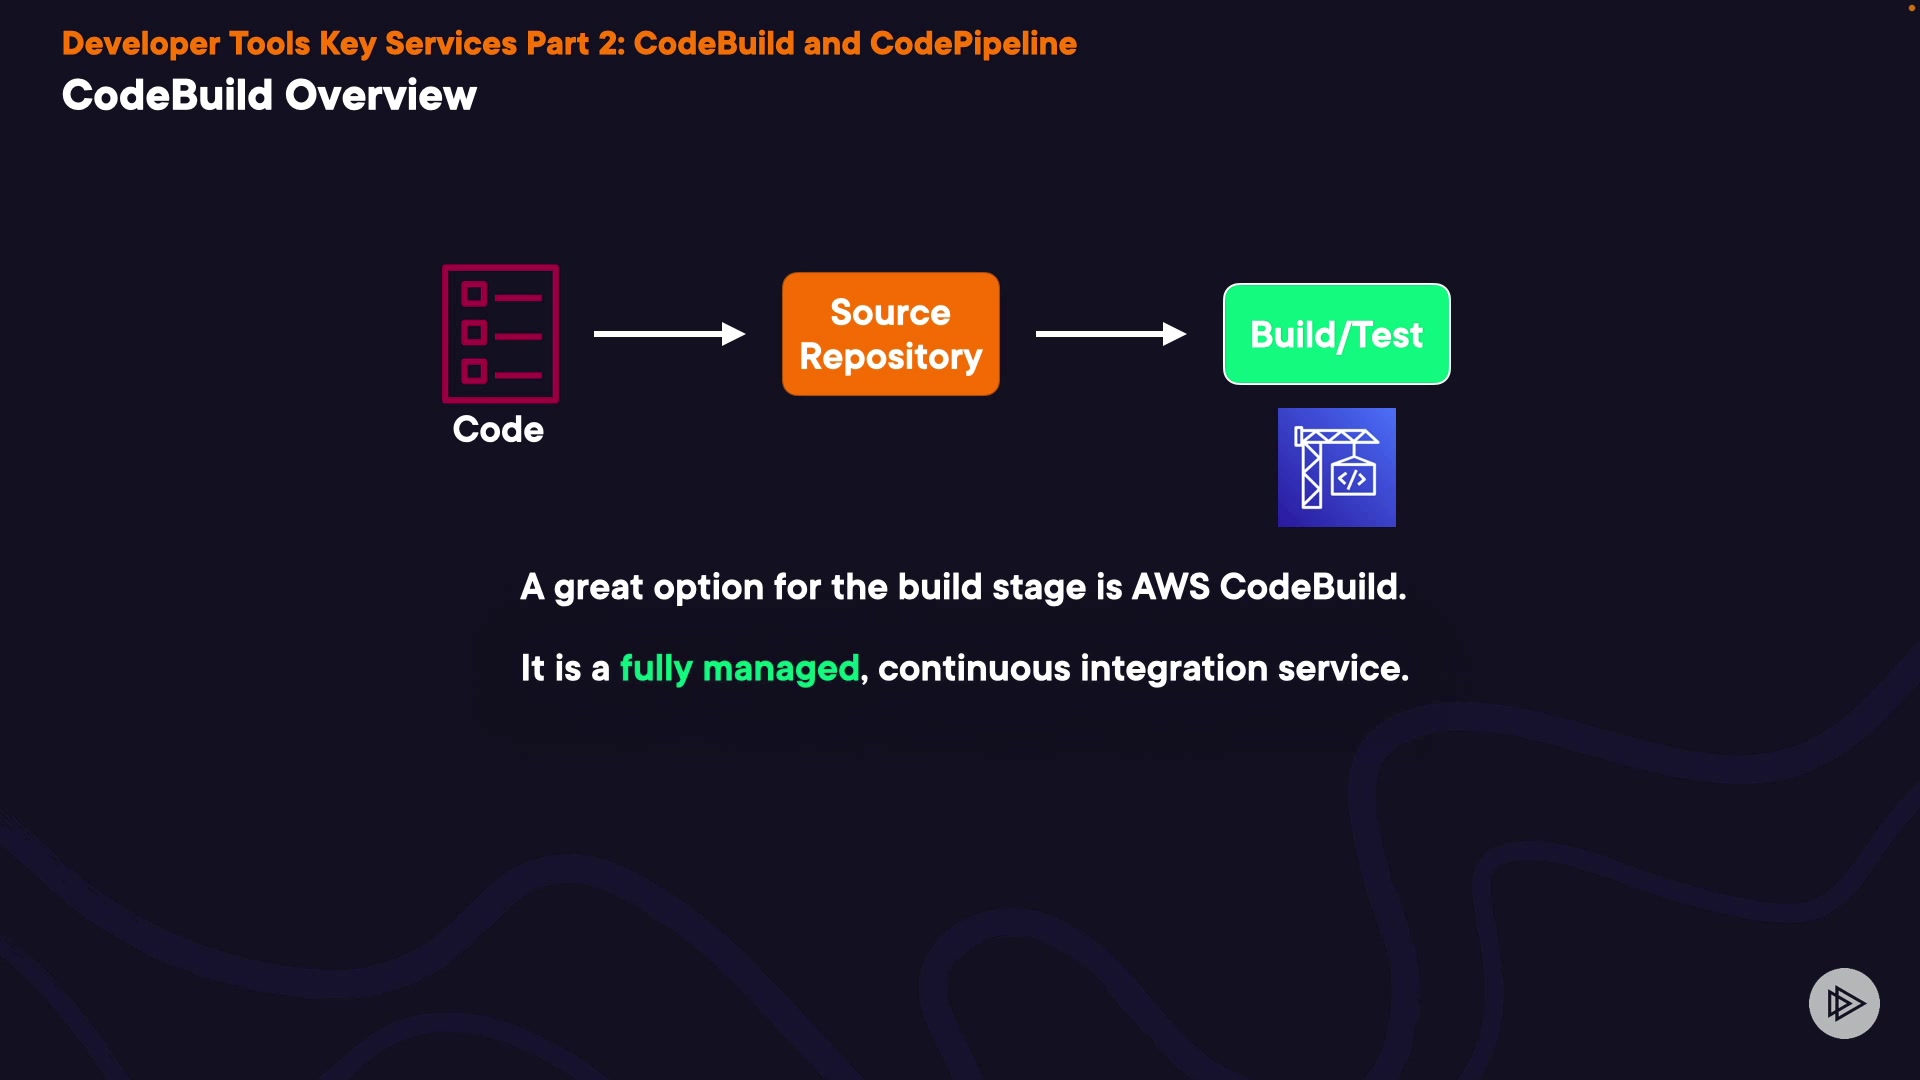 Developer Tools Key Services Part 2: CodeBuild and CodePipeline
CodeBuild Overview
Code
Source
Repository
Build/Test
</>
A great option for the build stage is AWS CodeBuild.
It is a fully managed, continuous integration service.